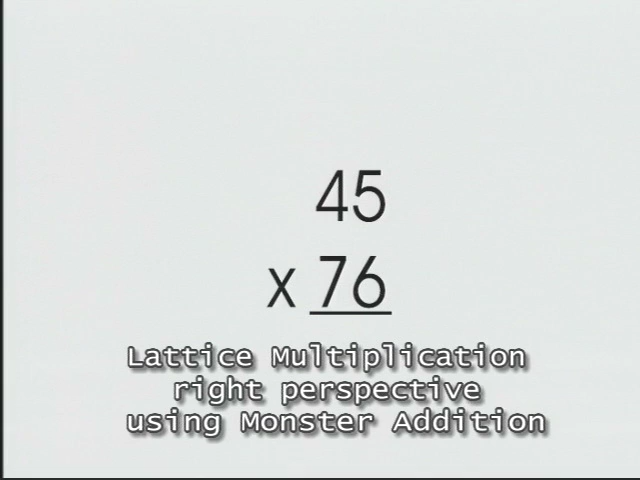 45
x 76
Lattice Multiplication
right perspective
using Monster Addition